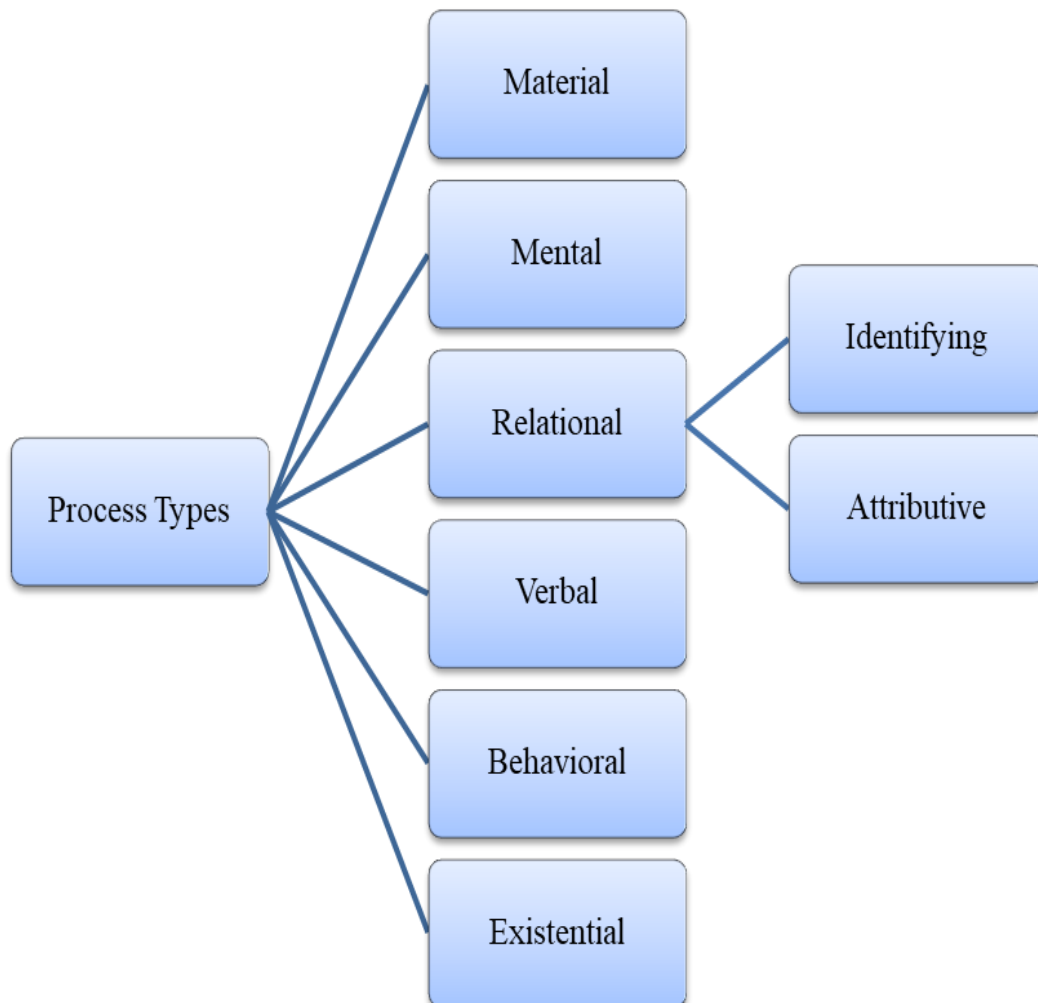 Process Types
Material
Mental
Relational
Identifying
Attributive
Verbal
Behavioral
Existential